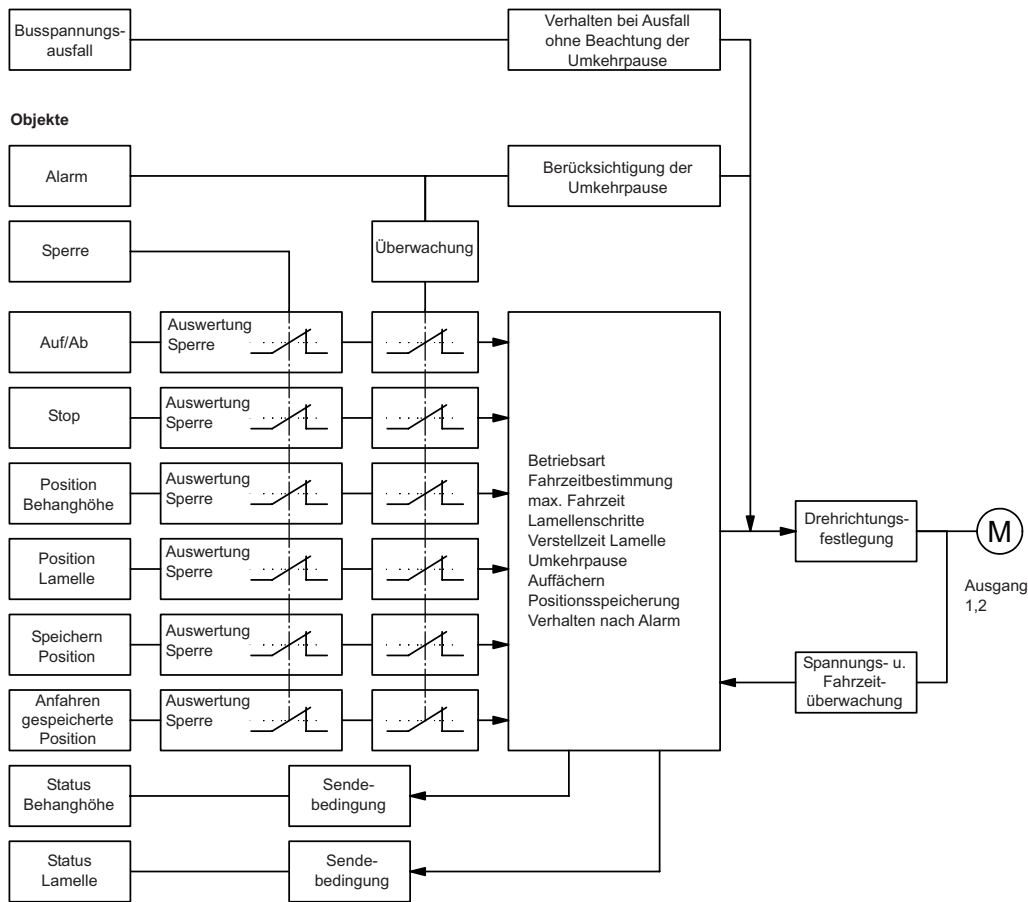 Busspannungs-
ausfall
Verhalten bei Ausfall
ohne Beachtung der
Umkehrpause
Objekte
Alarm
Berücksichtigung der
Umkehrpause
Sperre
Überwachung
Auf/Ab
Auswertung
Sperre
Stop
Auswertung
Sperre
Position
Behanghöhe
Auswertung
Sperre
Position
Lamelle
Auswertung
Sperre
Speichern
Position
Auswertung
Sperre
Anfahren
gespeicherte
Position
Auswertung
Sperre
Betriebsart
Fahrzeitbestimmung
max. Fahrzeit
Lamellenschritte
Verstellzeit Lamelle
Umkehrpause
Auffächern
Positionsspeicherung
Verhalten nach Alarm
Drehrichtungs-
festlegung
M
Ausgang
1,2
Spannungs- u.
Fahrzeit-
überwachung
Status
Behanghöhe
Sende-
bedingung
Status
Lamelle
Sende-
bedingung